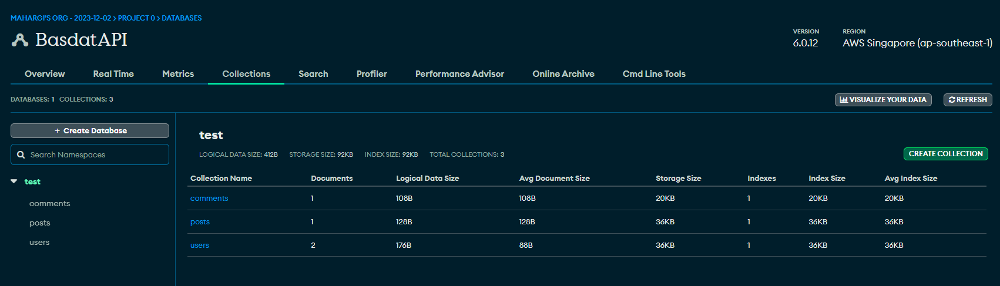 MAHARGI'S ORG - 2023-12-02 > PROJECT 0 > DATABASES
BasdatAPI
VERSION
6.0.12
REGION
AWS Singapore (ap-southeast-1)
Overview Real Time Metrics Collections Search Profiler Performance Advisor Online Archive Cmd Line Tools
DATABASES: 1 COLLECTIONS: 3
VISUALIZE YOUR DATA
REFRESH
+ Create Database
Search Namespaces
test
comments
posts
users
test
LOGICAL DATA SIZE: 412B STORAGE SIZE: 92KB INDEX SIZE: 92KB TOTAL COLLECTIONS: 3
CREATE COLLECTION
Collection Name Documents Logical Data Size Avg Document Size Storage Size Indexes Index Size Avg Index Size
comments 1 108B 108B 20KB 1 20KB 20KB
posts 1 128B 128B 36KB 1 36KB 36KB
users 2 176B 88B 36KB 1 36KB 36KB